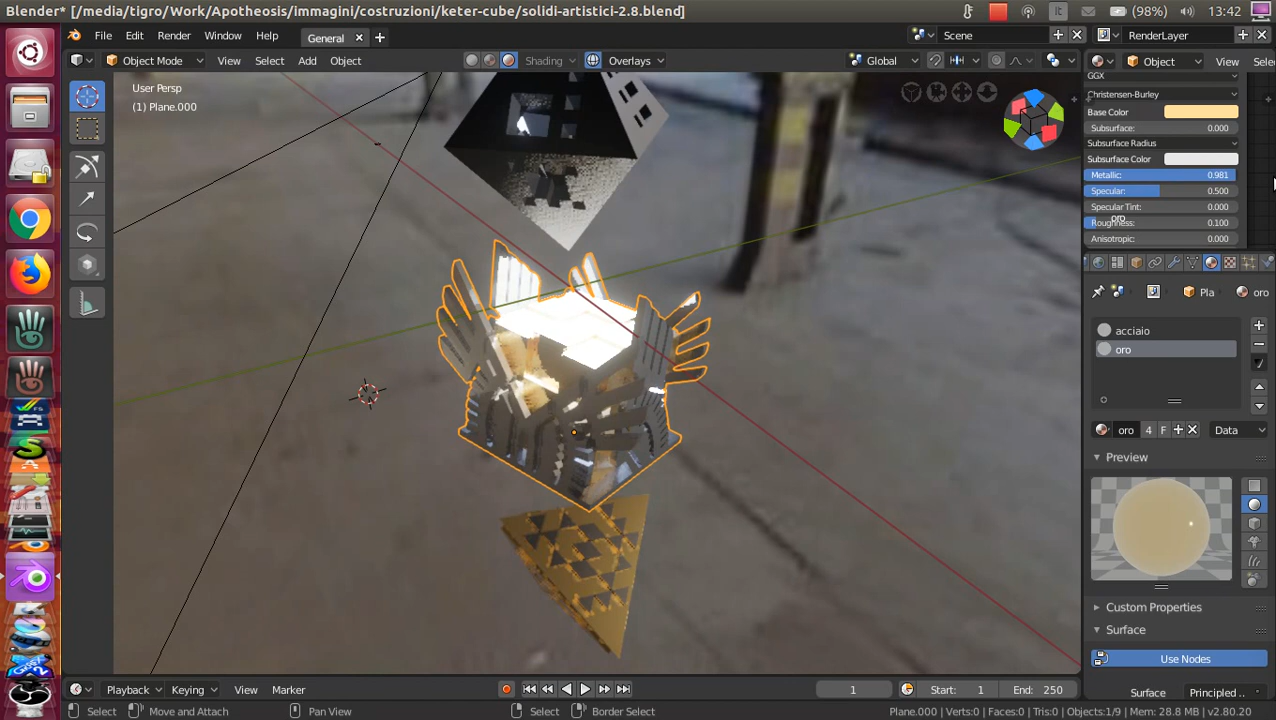 Blender* [/media/tigro/Work/Apotheosis/immagini/costruzioni/keter-cube/solidi-artistici-2.8.blend]
it (98%) 13:42
File Edit Render Window Help General Scene RenderLayer
Object Mode View Select Add Object Shading Overlays Global Object View Selec
User Persp
(1) Plane.000
GGX
Christensen-Burley
Base Color
Subsurface: 0.000
Subsurface Radius
Subsurface Color
Metallic: 0.981
Specular: 0.500
Specular Tint: 0.000
oro
Roughness: 0.100
Anisotropic: 0.000
Pla oro
acciaio
oro
oro 4 F Data
Preview
Custom Properties
Surface
Use Nodes
Surface Principled ..
Playback Keying View Marker 1 Start: 1 End: 250
Select Move and Attach Pan View Select Border Select Plane.000 | Verts:0 | Faces:0 | Tris:0 | Objects:1/9 | Mem: 28.8 MB | v2.80.20